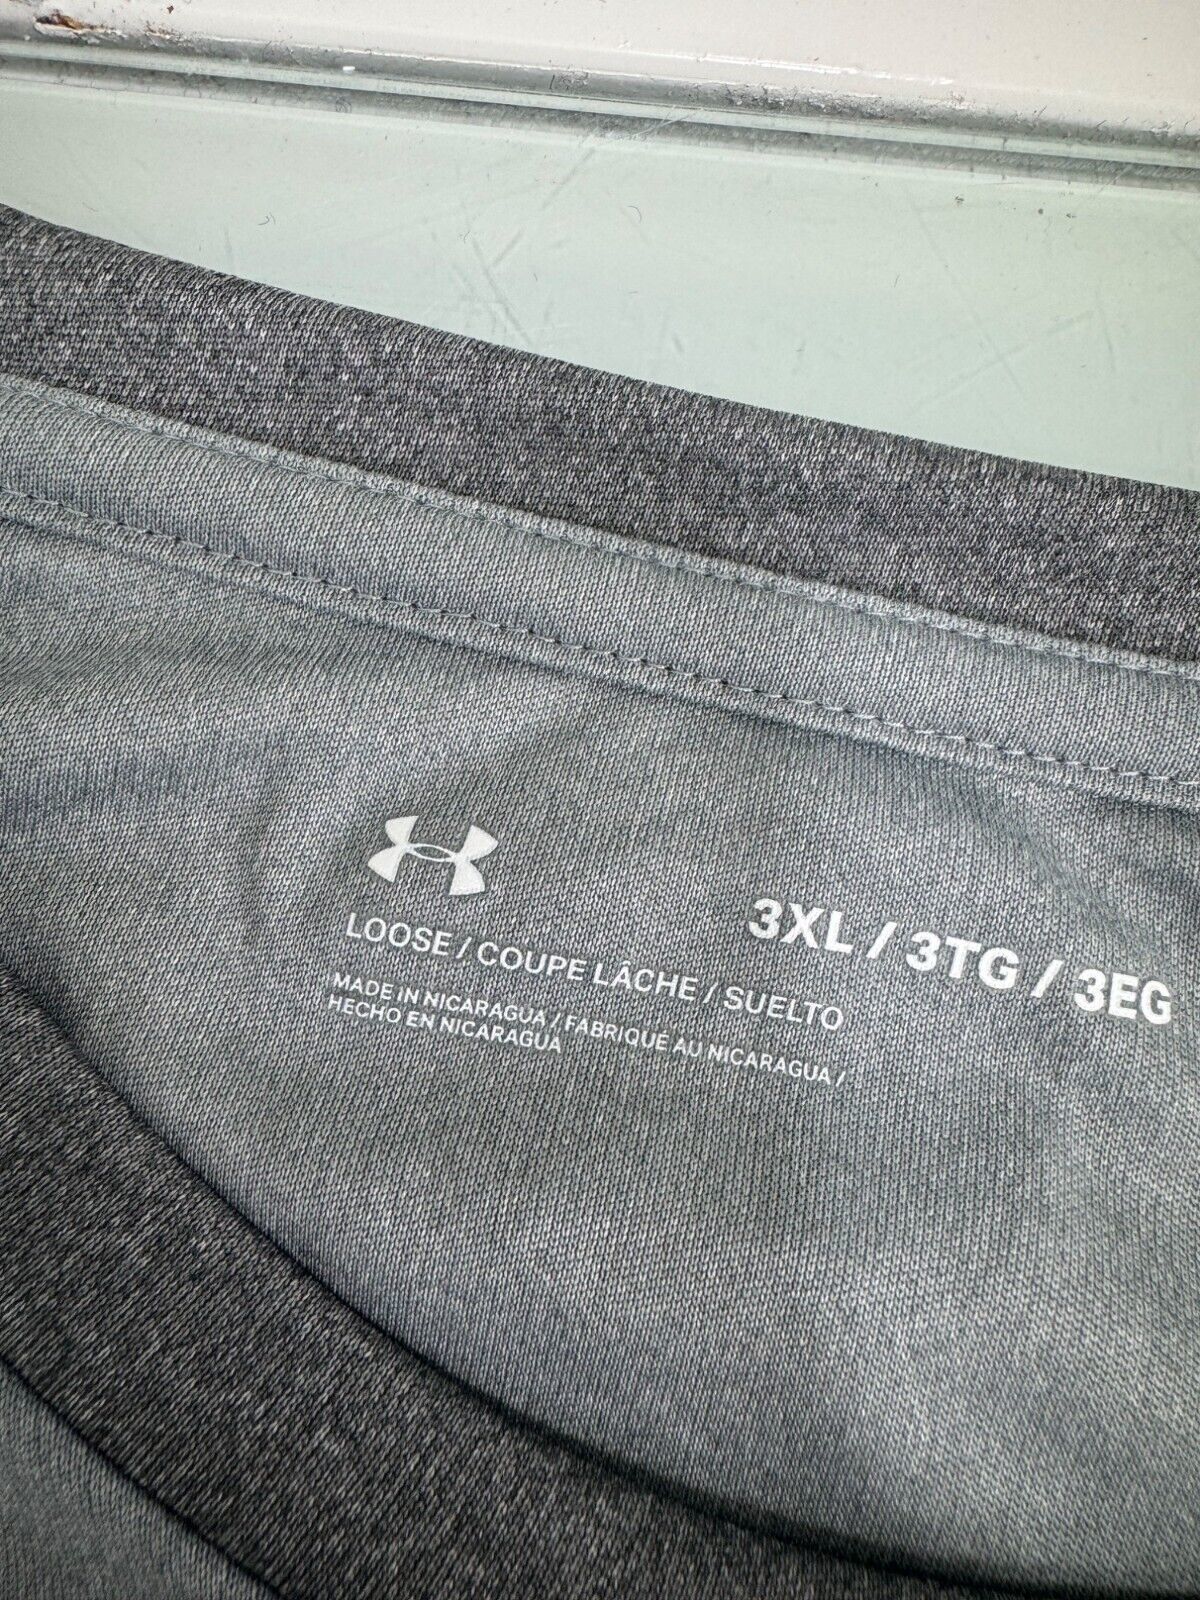 3XL / 3TG / 3EG
LOOSE / COUPE LÂCHE / SUELTO
MADE IN NICARAGUA / FABRIQUÉ AU NICARAGUA /
HECHO EN NICARAGUA